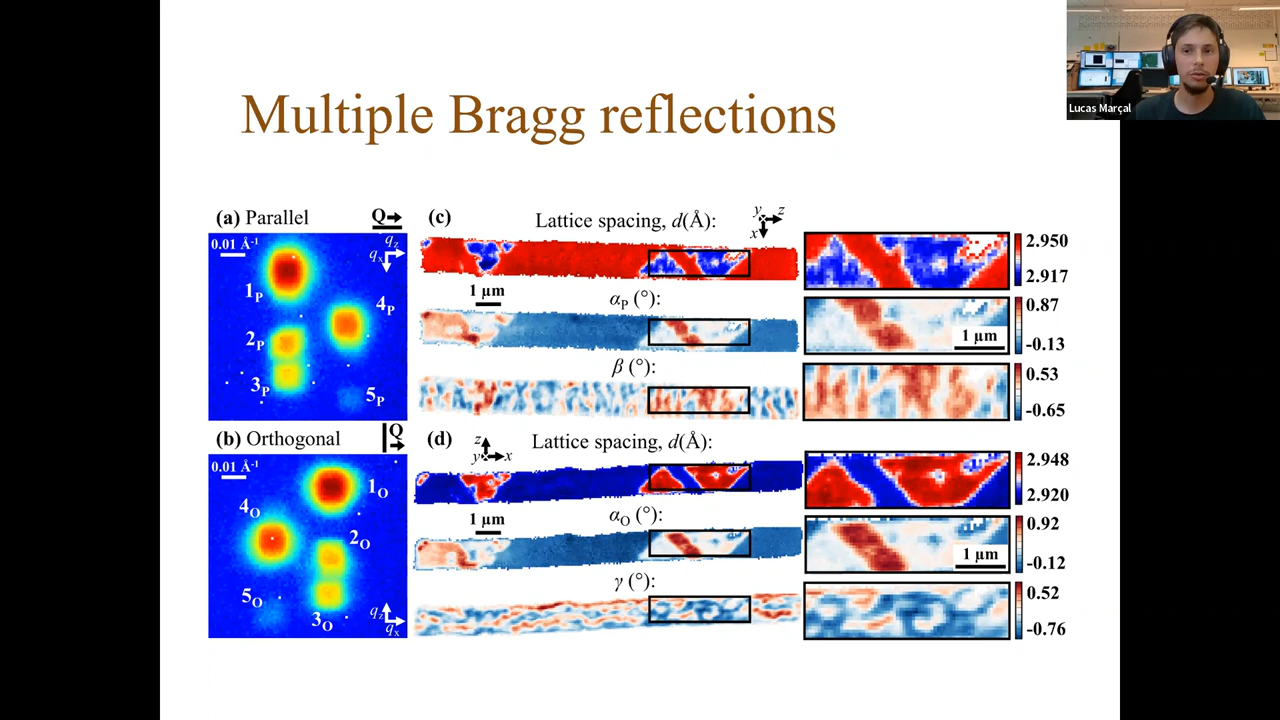 Lucas Marçal
Multiple Bragg reflections
(a) Parallel
Q
0.01 Å⁻¹
q_z
q_x
1_P
4_P
2_P
3_P
5_P
(b) Orthogonal
Q
0.01 Å⁻¹
1_O
4_O
2_O
5_O
3_O
q_z
q_x
(c)
Lattice spacing, d(Å):
y
z
x
2.950
2.917
1 µm
α_P (°):
0.87
-0.13
1 µm
β (°):
0.53
-0.65
(d)
z
y
x
Lattice spacing, d(Å):
2.948
2.920
1 µm
α_O (°):
0.92
-0.12
1 µm
γ (°):
0.52
-0.76